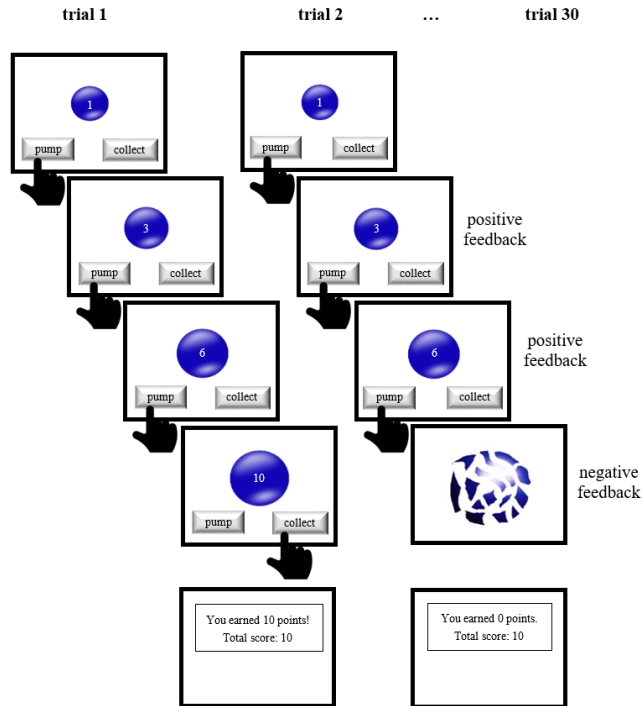 trial 1
trial 2
...
trial 30
1
pump
collect
1
pump
collect
3
pump
collect
3
pump
collect
positive
feedback
6
pump
collect
6
pump
collect
positive
feedback
10
pump
collect
negative
feedback
You earned 10 points!
Total score: 10
You earned 0 points.
Total score: 10